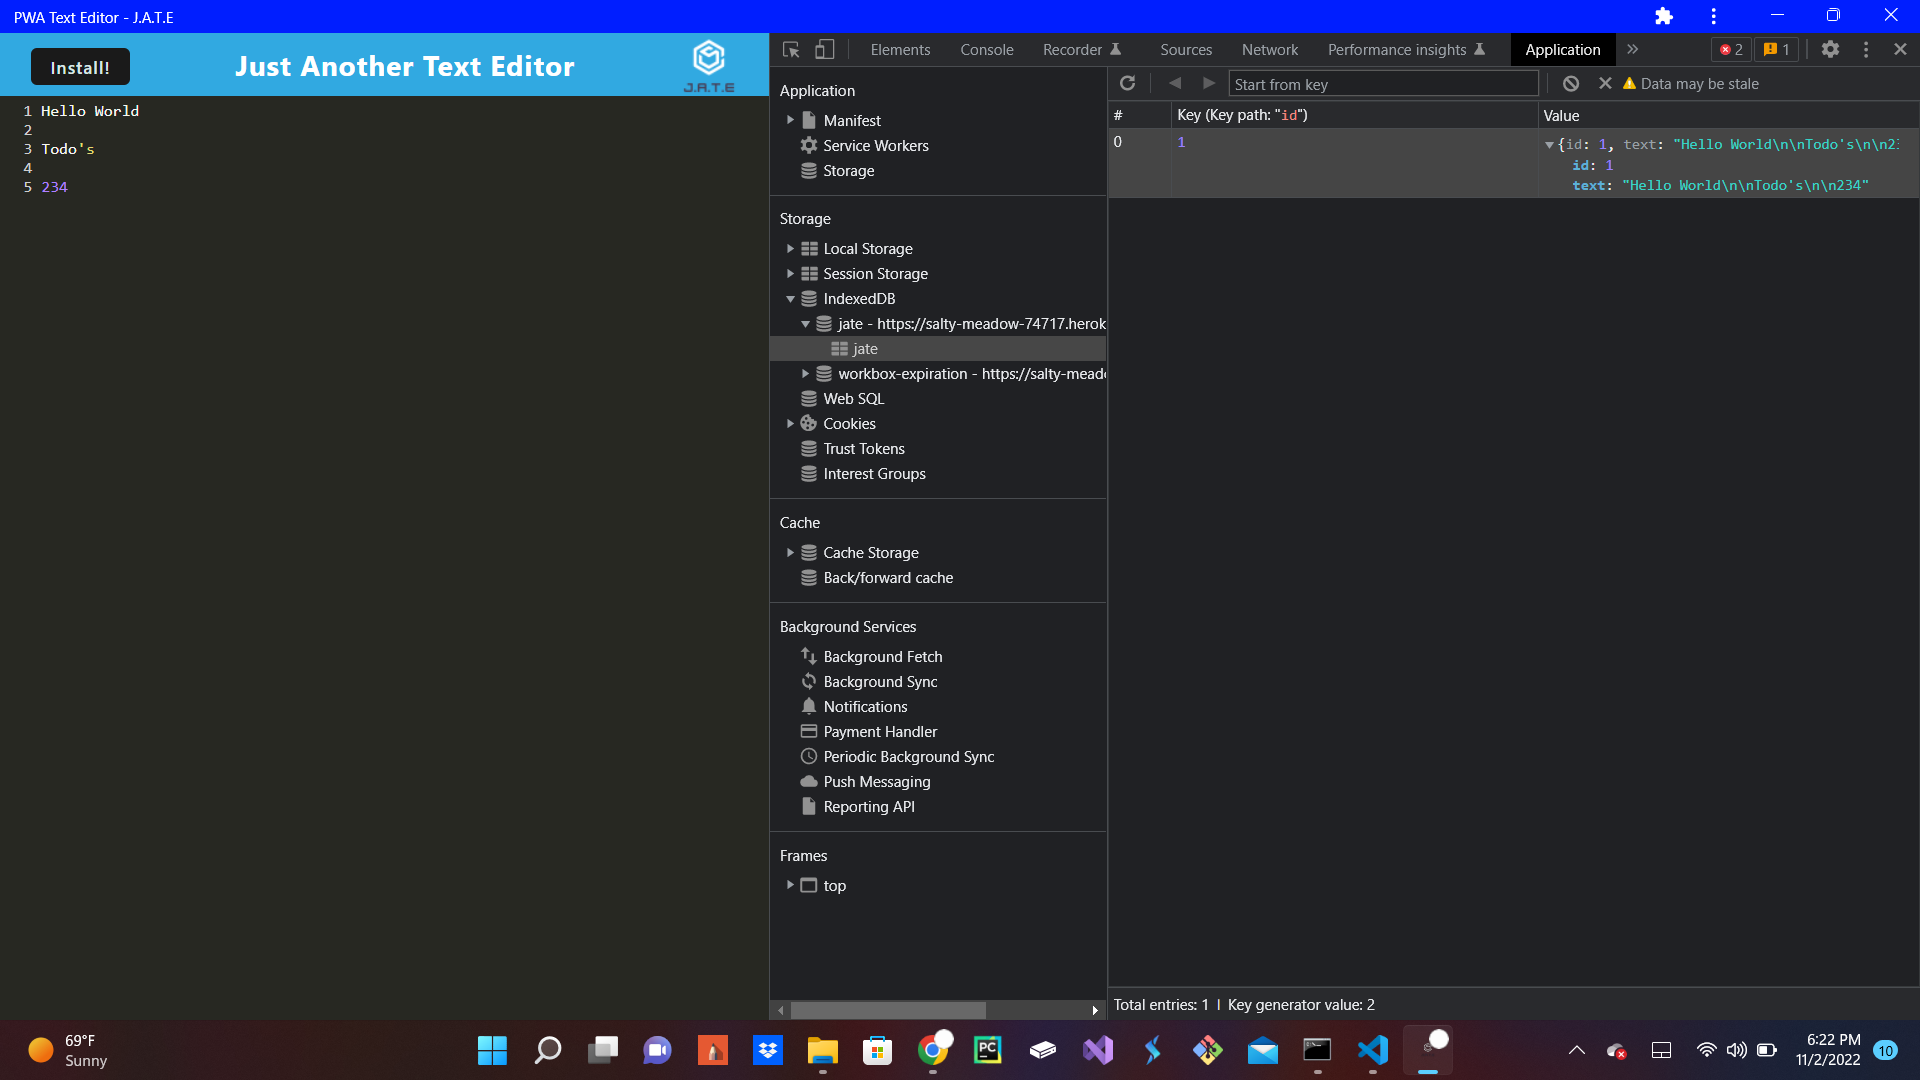 PWA Text Editor - J.A.T.E
Install!
Just Another Text Editor
J.A.T.E
1 Hello World
2
3 Todo's
4
5 234
Elements
Console
Recorder
Sources
Network
Performance insights
Application
2
1
Application
Manifest
Service Workers
Storage
Storage
Local Storage
Session Storage
IndexedDB
jate - https://salty-meadow-74717.herok
jate
workbox-expiration - https://salty-meado
Web SQL
Cookies
Trust Tokens
Interest Groups
Cache
Cache Storage
Back/forward cache
Background Services
Background Fetch
Background Sync
Notifications
Payment Handler
Periodic Background Sync
Push Messaging
Reporting API
Frames
top
Start from key
Data may be stale
# Key (Key path: "id") Value
0 1 {id: 1, text: "Hello World\n\nTodo's\n\n23
id: 1
text: "Hello World\n\nTodo's\n\n234"
Total entries: 1 | Key generator value: 2
69°F
Sunny
PC
6:22 PM
11/2/2022
10